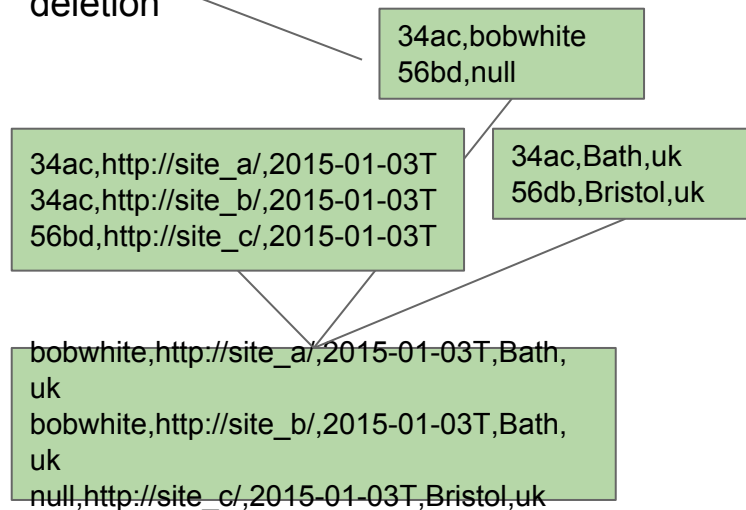 deletion
34ac,bobwhite
56bd,null
34ac,http://site_a/,2015-01-03T
34ac,http://site_b/,2015-01-03T
56bd,http://site_c/,2015-01-03T
34ac,Bath,uk
56db,Bristol,uk
bobwhite,http://site_a/,2015-01-03T,Bath,
uk
bobwhite,http://site_b/,2015-01-03T,Bath,
uk
null,http://site_c/,2015-01-03T,Bristol,uk